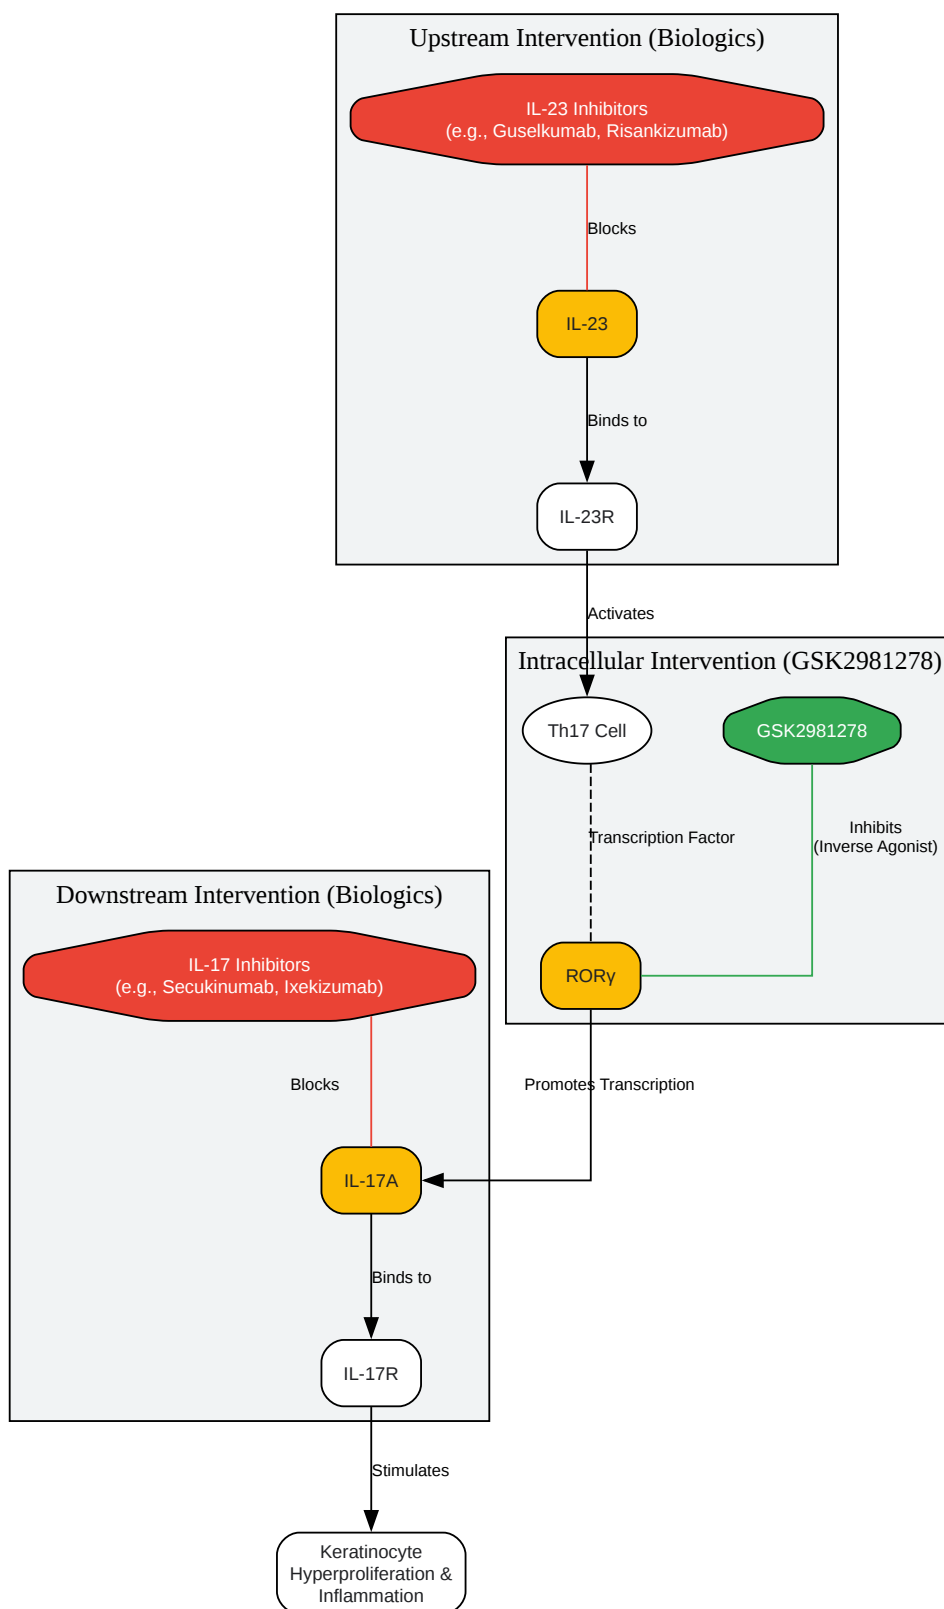 Upstream Intervention (Biologics)
IL-23 Inhibitors
(e.g., Guselkumab, Risankizumab)
Blocks
IL-23
Binds to
IL-23R
Activates
Intracellular Intervention (GSK2981278)
Th17 Cell
GSK2981278
Transcription Factor
Inhibits
(Inverse Agonist)
RORγ
Promotes Transcription
Downstream Intervention (Biologics)
IL-17 Inhibitors
(e.g., Secukinumab, Ixekizumab)
Blocks
IL-17A
Binds to
IL-17R
Stimulates
Keratinocyte
Hyperproliferation &
Inflammation